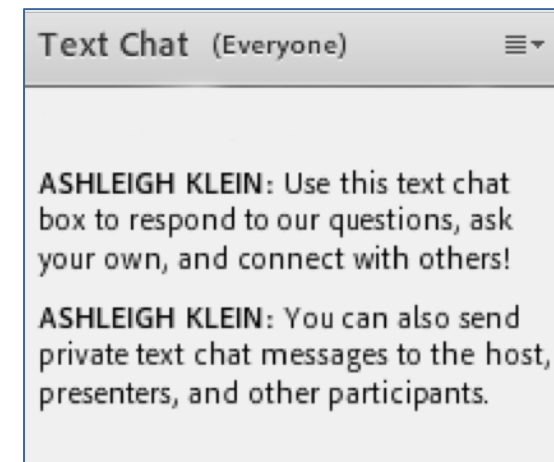 Text Chat (Everyone)
ASHLEIGH KLEIN: Use this text chat
box to respond to our questions, ask
your own, and connect with others!
ASHLEIGH KLEIN: You can also send
private text chat messages to the host,
presenters, and other participants.